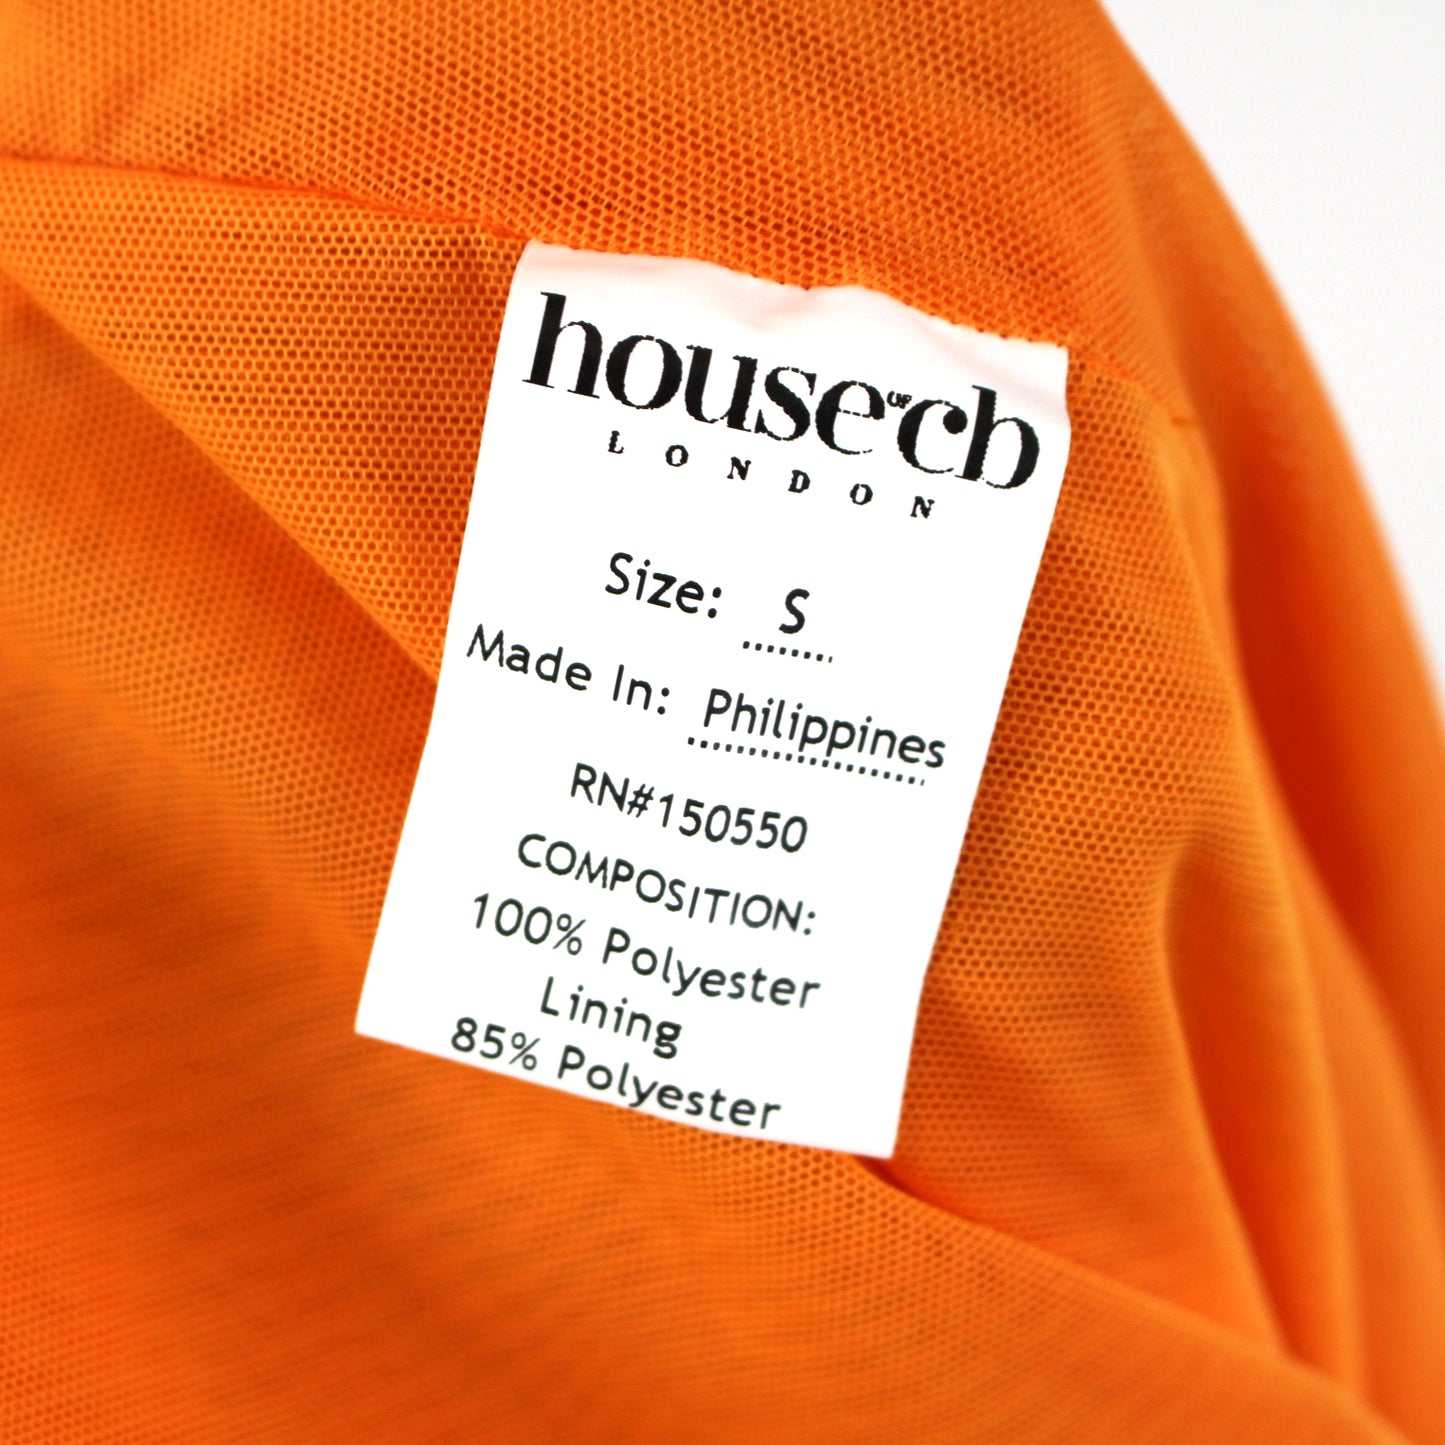 house OF cb
LONDON
Size: S
Made In: Philippines
RN#150550
COMPOSITION:
100% Polyester
Lining
85% Polyester